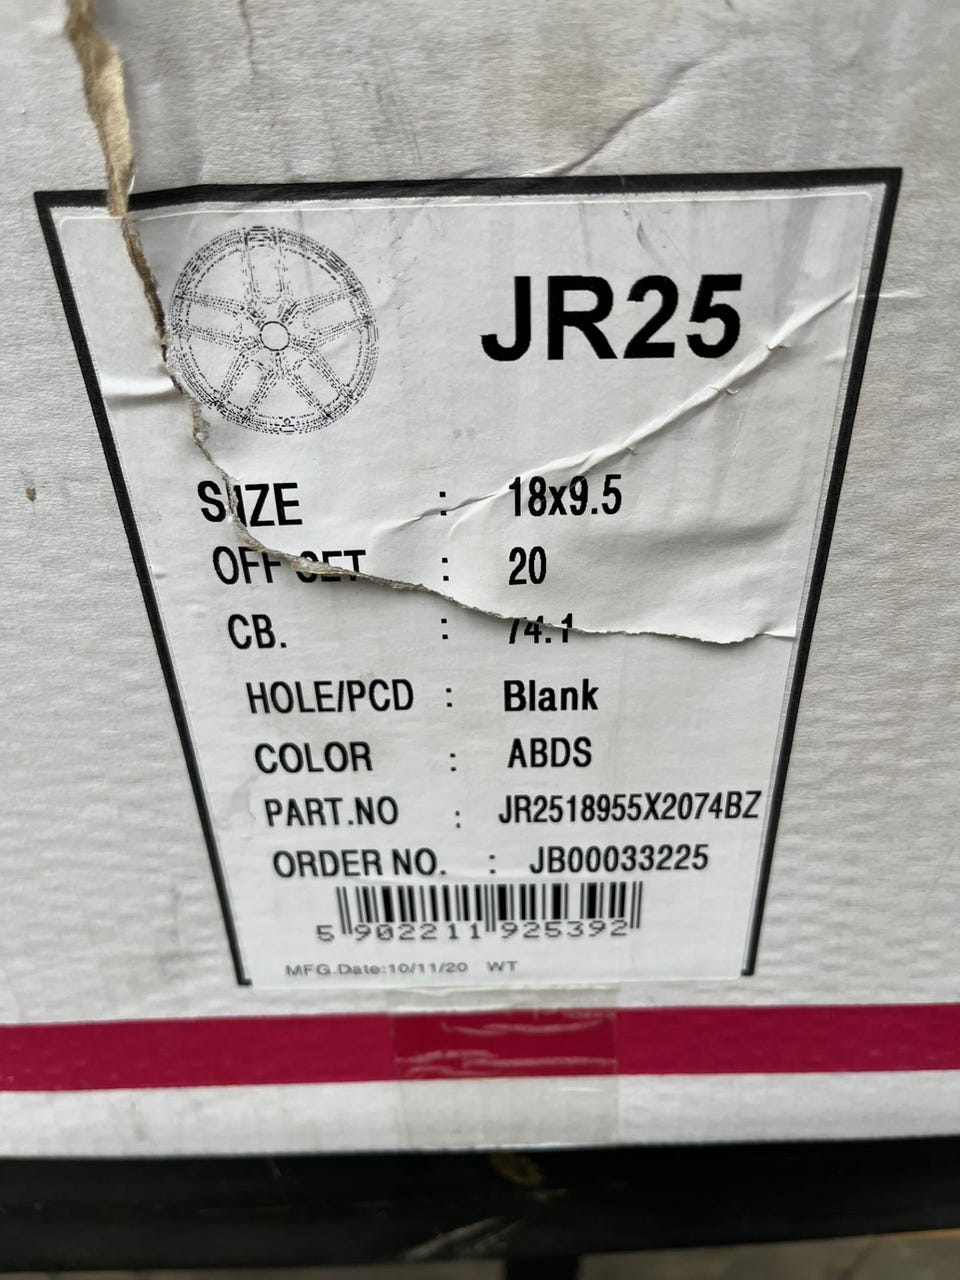 JR25
SIZE : 18x9.5
OFF SET : 20
CB. : 74.1
HOLE/PCD : Blank
COLOR : ABDS
PART.NO : JR2518955X2074BZ
ORDER NO. : JB00033225
5 902211 925392
MFG.Date:10/11/20 WT